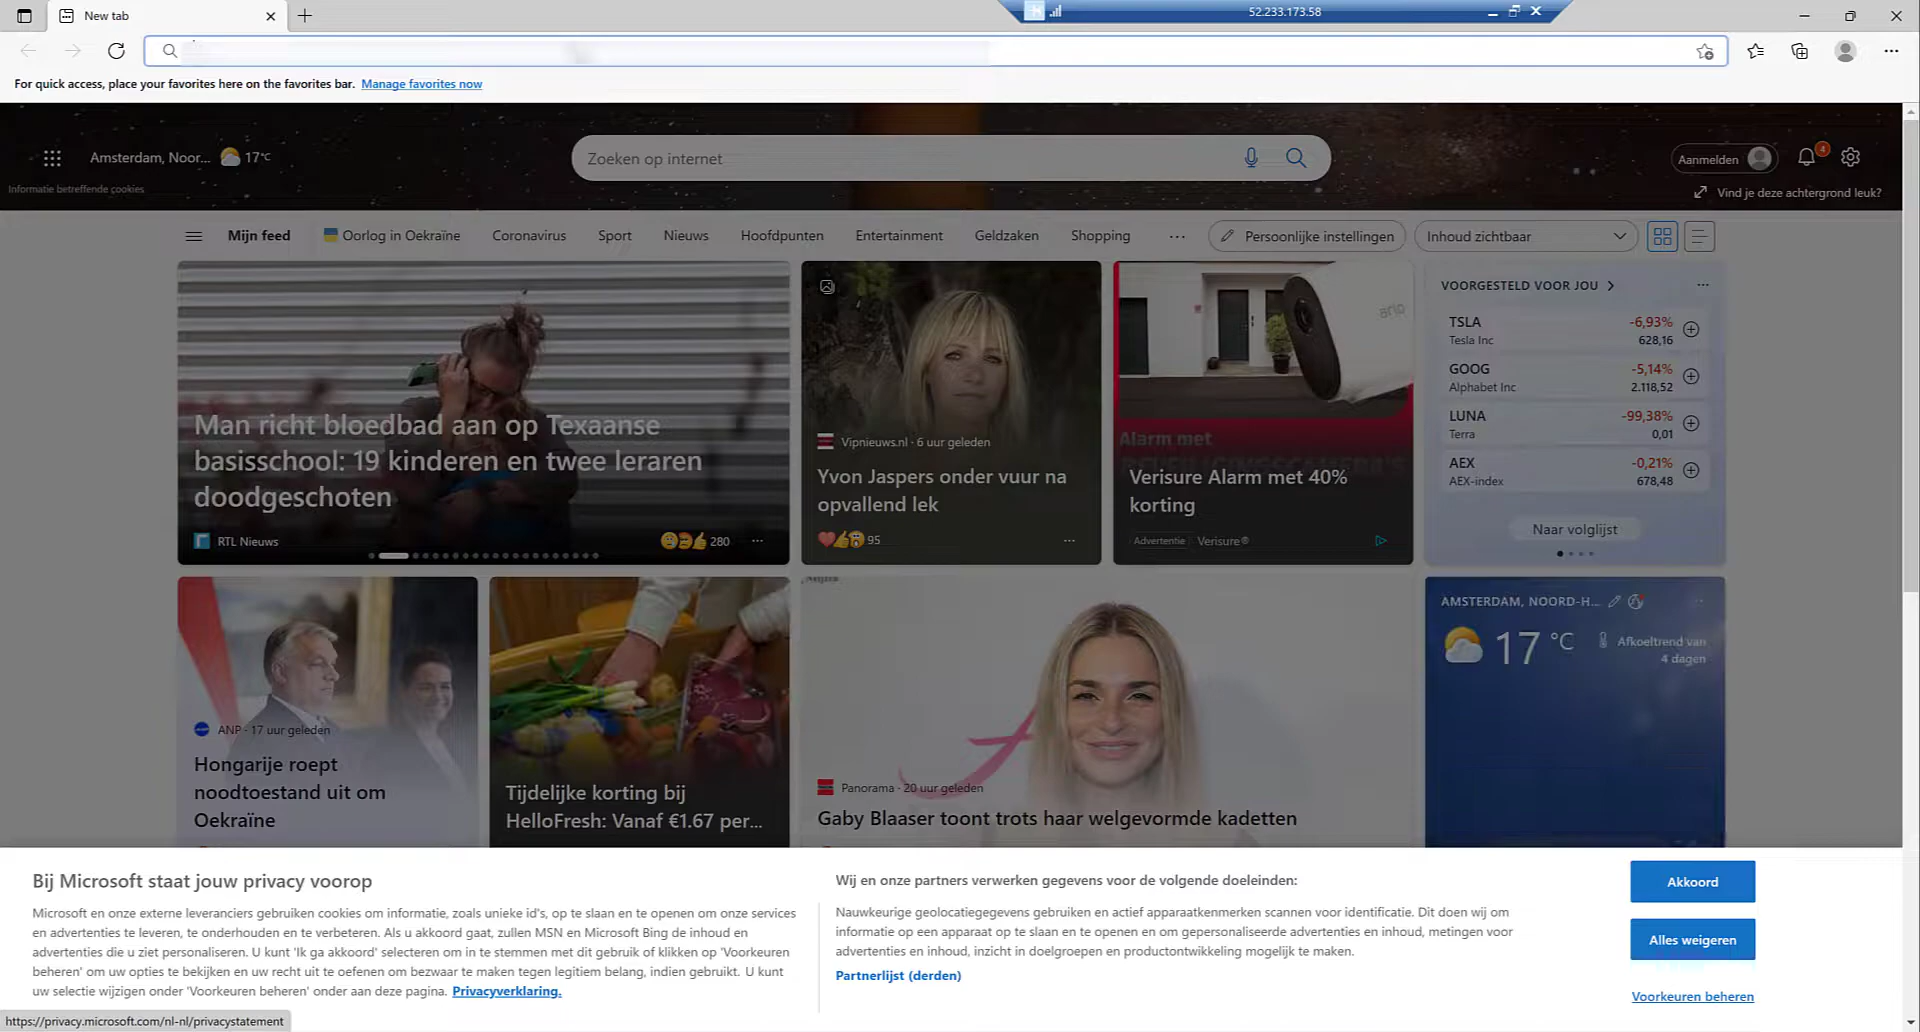 New tab
52.233.173.58
For quick access, place your favorites here on the favorites bar. Manage favorites now
Amsterdam, Noor... 17°C
Zoeken op internet
Aanmelden
4
Informatie betreffende cookies
Vind je deze achtergrond leuk?
Mijn feed Oorlog in Oekraïne Coronavirus Sport Nieuws Hoofdpunten Entertainment Geldzaken Shopping ... Persoonlijke instellingen Inhoud zichtbaar
Man richt bloedbad aan op Texaanse
basisschool: 19 kinderen en twee leraren
doodgeschoten
RTL Nieuws
280
Vipnieuws.nl · 6 uur geleden
Yvon Jaspers onder vuur na
opvallend lek
95
arlo
Alarm met
Verisure Alarm met 40%
korting
Advertentie Verisure®
VOORGESTELD VOOR JOU
TSLA -6,93%
Tesla Inc 628,16
GOOG -5,14%
Alphabet Inc 2.118,52
LUNA -99,38%
Terra 0,01
AEX -0,21%
AEX-index 678,48
Naar volglijst
ANP · 17 uur geleden
Hongarije roept
noodtoestand uit om
Oekraïne
Tijdelijke korting bij
HelloFresh: Vanaf €1.67 per...
Panorama · 20 uur geleden
Gaby Blaaser toont trots haar welgevormde kadetten
AMSTERDAM, NOORD-H...
17 °C
Afkoeltrend van
4 dagen
Bij Microsoft staat jouw privacy voorop
Microsoft en onze externe leveranciers gebruiken cookies om informatie, zoals unieke id's, op te slaan en te openen om onze services
en advertenties te leveren, te onderhouden en te verbeteren. Als u akkoord gaat, zullen MSN en Microsoft Bing de inhoud en
advertenties die u ziet personaliseren. U kunt 'Ik ga akkoord' selecteren om in te stemmen met dit gebruik of klikken op 'Voorkeuren
beheren' om uw opties te bekijken en uw recht uit te oefenen om bezwaar te maken tegen legitiem belang, indien gebruikt. U kunt
uw selectie wijzigen onder 'Voorkeuren beheren' onder aan deze pagina. Privacyverklaring.
Wij en onze partners verwerken gegevens voor de volgende doeleinden:
Nauwkeurige geolocatiegegevens gebruiken en actief apparaatkenmerken scannen voor identificatie. Dit doen wij om
informatie op een apparaat op te slaan en te openen en om gepersonaliseerde advertenties en inhoud, metingen voor
advertenties en inhoud, inzicht in doelgroepen en productontwikkeling mogelijk te maken.
Partnerlijst (derden)
Akkoord
Alles weigeren
Voorkeuren beheren
https://privacy.microsoft.com/nl-nl/privacystatement